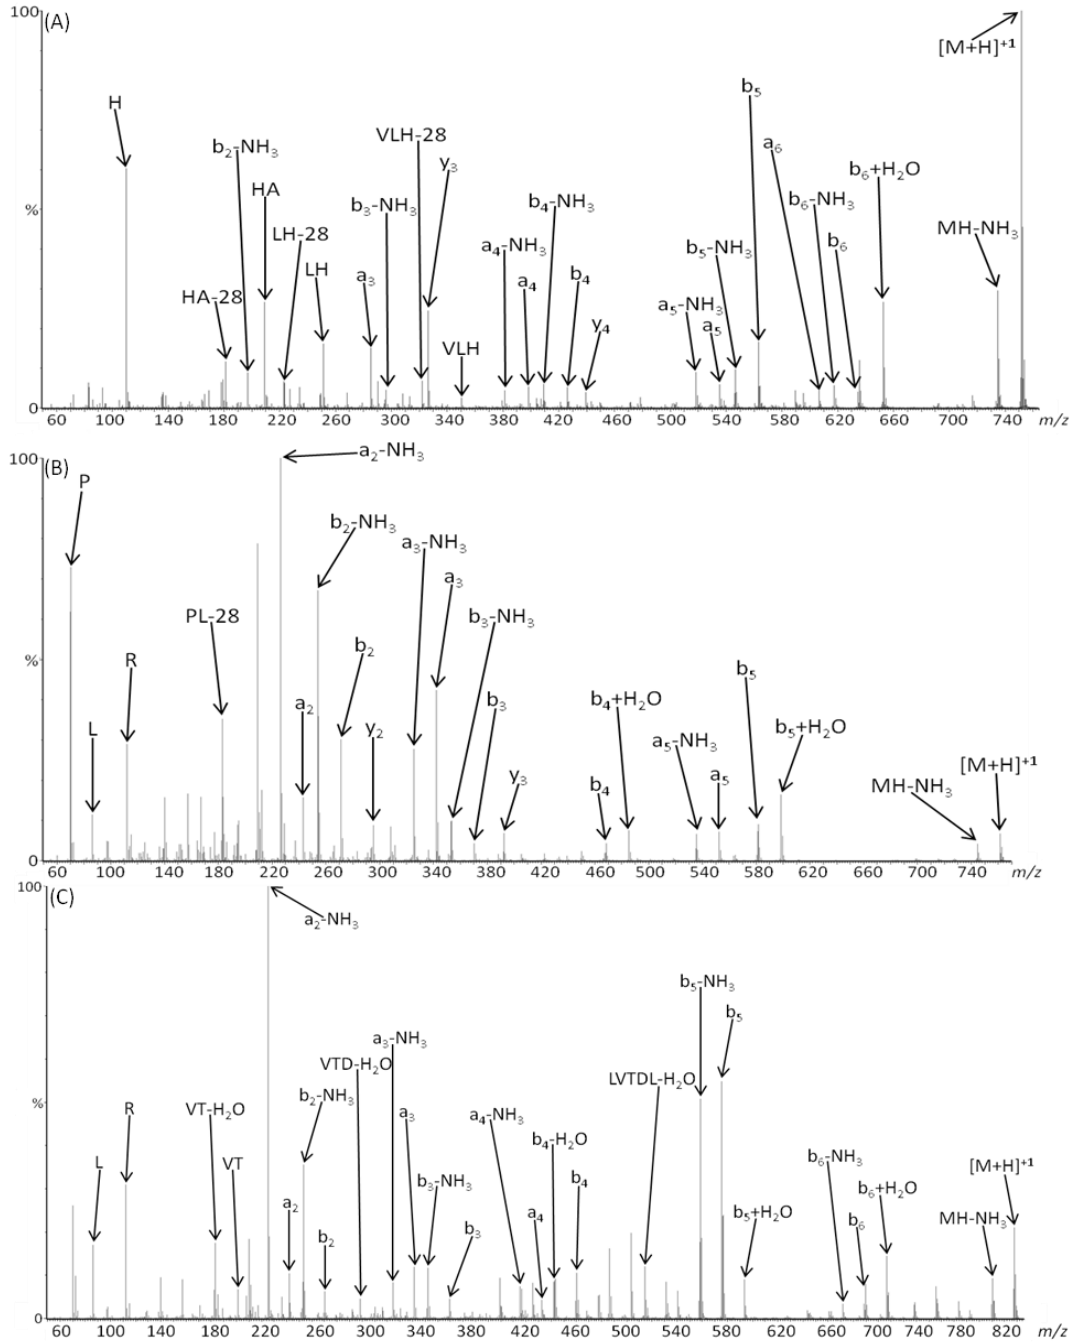 100 (A)
[M+H]⁺¹
b₅
H
VLH-28
a₆
b₂-NH₃
y₃
b₆+H₂O
HA
b₃-NH₃
b₄-NH₃
b₆-NH₃
%
LH-28
a₄-NH₃
b₅-NH₃
b₆
MH-NH₃
LH
a₃
a₄
b₄
HA-28
a₅-NH₃
y₄
a₅
VLH
0
60 100 140 180 220 260 300 340 380 420 460 500 540 580 620 660 700 740 m/z
100 (B)
a₂-NH₃
P
b₂-NH₃
a₃-NH₃
a₃
PL-28
b₃-NH₃
b₂
R
%
b₅
a₂
b₃
b₄+H₂O
L
y₂
b₅+H₂O
a₅-NH₃
[M+H]⁺¹
y₃
b₄
a₅
MH-NH₃
0
60 100 140 180 220 260 300 340 380 420 460 500 540 580 620 660 700 740 m/z
100 (C)
a₂-NH₃
b₅-NH₃
b₅
a₃-NH₃
VTD-H₂O
LVTDL-H₂O
b₂-NH₃
%
R
VT-H₂O
a₃
a₄-NH₃
b₄-H₂O
L
VT
b₆-NH₃
[M+H]⁺¹
b₃-NH₃
b₄
b₆+H₂O
a₂
b₅+H₂O
a₄
b₆
MH-NH₃
b₂
b₃
0
60 100 140 180 220 260 300 340 380 420 460 500 540 580 620 660 700 740 780 820 m/z